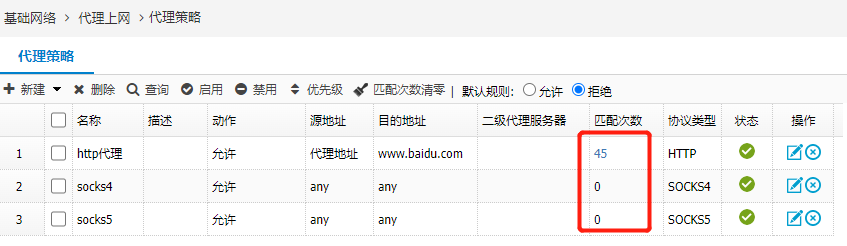 基础网络 > 代理上网 > 代理策略
代理策略
新建 删除 查询 启用 禁用 优先级 匹配次数清零 | 默认规则: 允许 拒绝
名称 描述 动作 源地址 目的地址 二级代理服务器 匹配次数 协议类型 状态 操作
1 http代理 允许 代理地址 www.baidu.com 45 HTTP
2 socks4 允许 any any 0 SOCKS4
3 socks5 允许 any any 0 SOCKS5